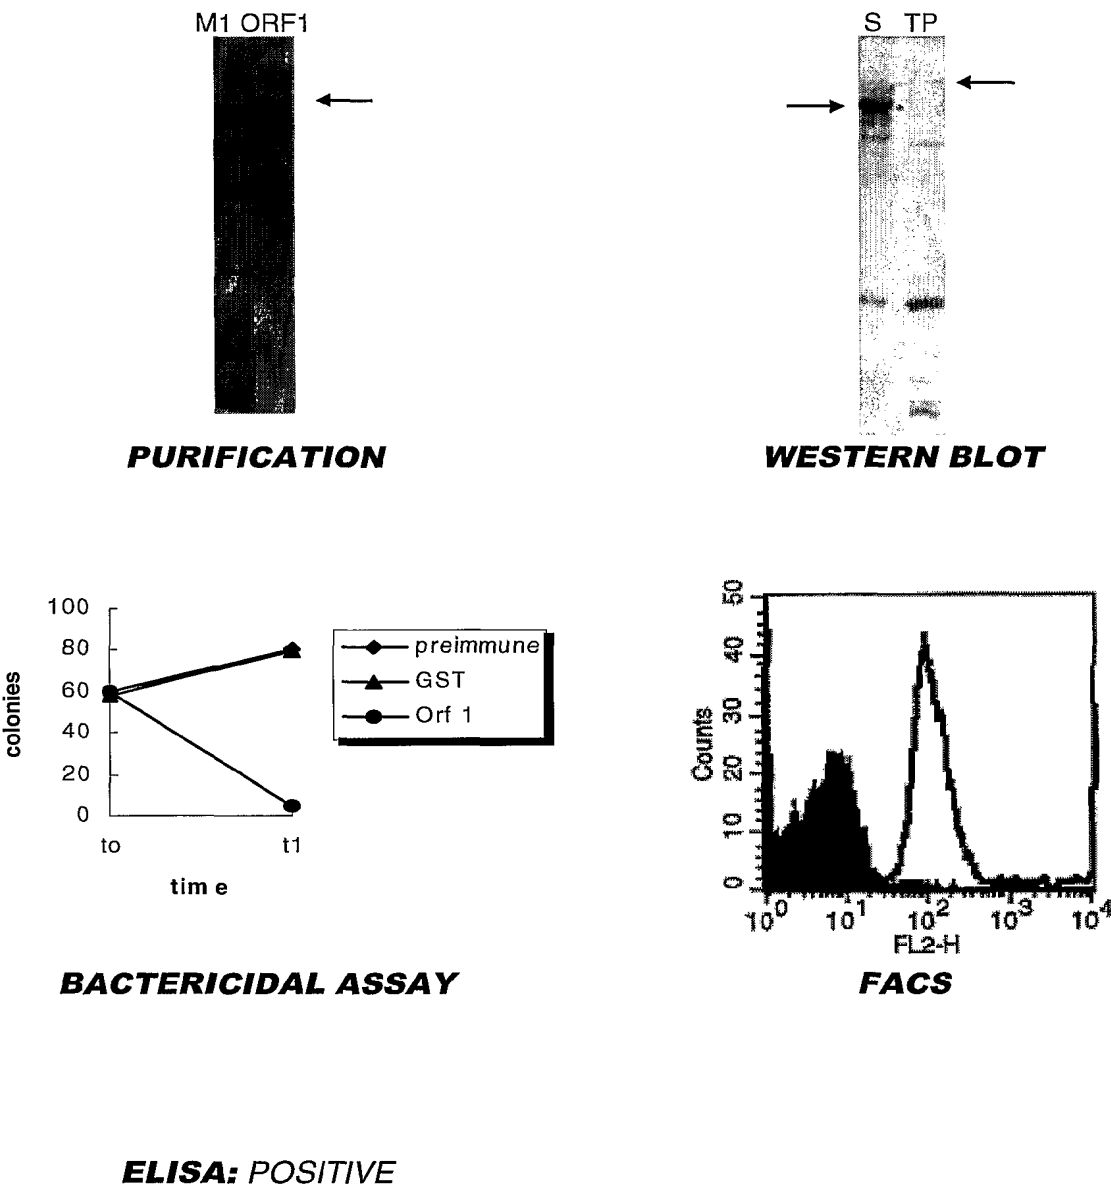 M1 ORF1
S TP
PURIFICATION
WESTERN BLOT
100
80
60
40
20
0
colonies
to t1
time
preimmune
GST
Orf 1
BACTERICIDAL ASSAY
50
40
30
20
10
0
Counts
10^0 10^1 10^2 10^3 10^4
FL2-H
FACS
ELISA: POSITIVE